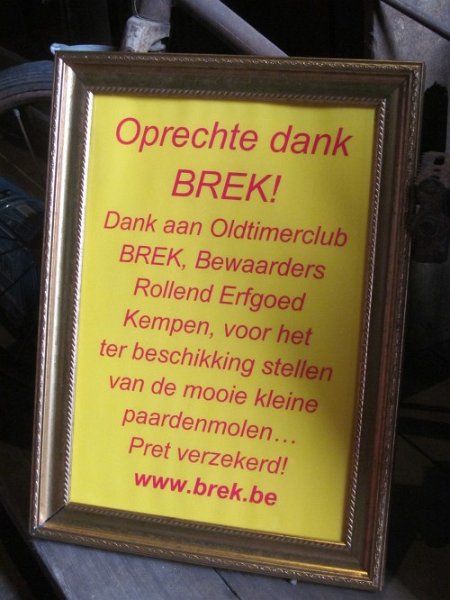 Oprechte dank
BREK!
Dank aan Oldtimerclub
BREK, Bewaarders
Rollend Erfgoed
Kempen, voor het
ter beschikking stellen
van de mooie kleine
paardenmolen...
Pret verzekerd!
www.brek.be